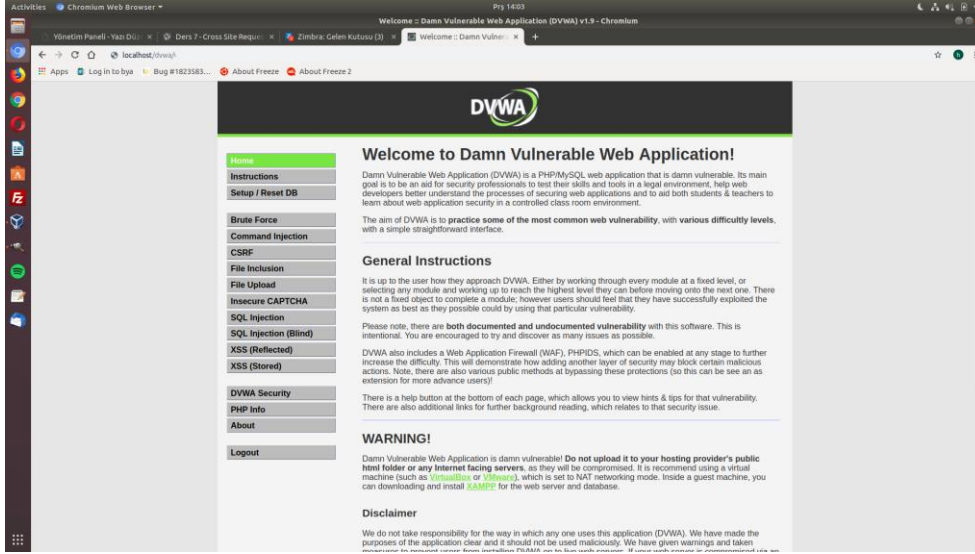 Activities Chromium Web Browser Prş 14:03
Welcome :: Damn Vulnerable Web Application (DVWA) v1.9 - Chromium
Yönetim Paneli - Yazı Düz Ders 7 - Cross Site Reques Zimbra: Gelen Kutusu (3) Welcome :: Damn Vulnera
localhost/dvwa/
Apps Log in to bya Bug #1823583... About Freeze About Freeze 2
DVWA
Home
Instructions
Setup / Reset DB
Brute Force
Command Injection
CSRF
File Inclusion
File Upload
Insecure CAPTCHA
SQL Injection
SQL Injection (Blind)
XSS (Reflected)
XSS (Stored)
DVWA Security
PHP Info
About
Logout
Welcome to Damn Vulnerable Web Application!
Damn Vulnerable Web Application (DVWA) is a PHP/MySQL web application that is damn vulnerable. Its main
goal is to be an aid for security professionals to test their skills and tools in a legal environment, help web
developers better understand the processes of securing web applications and to aid both students & teachers to
learn about web application security in a controlled class room environment.
The aim of DVWA is to practice some of the most common web vulnerability, with various difficulty levels,
with a simple straightforward interface.
General Instructions
It is up to the user how they approach DVWA. Either by working through every module at a fixed level, or
selecting any module and working up to reach the highest level they can before moving onto the next one. There
is not a fixed object to complete a module; however users should feel that they have successfully exploited the
system as best as they possible could by using that particular vulnerability.
Please note, there are both documented and undocumented vulnerability with this software. This is
intentional. You are encouraged to try and discover as many issues as possible.
DVWA also includes a Web Application Firewall (WAF), PHPIDS, which can be enabled at any stage to further
increase the difficulty. This will demonstrate how adding another layer of security may block certain malicious
actions. Note, there are also various public methods at bypassing these protections (so this can be see an as
extension for more advance users)!
There is a help button at the bottom of each page, which allows you to view hints & tips for that vulnerability.
There are also additional links for further background reading, which relates to that security issue.
WARNING!
Damn Vulnerable Web Application is damn vulnerable! Do not upload it to your hosting provider's public
html folder or any Internet facing servers, as they will be compromised. It is recommend using a virtual
machine (such as VirtualBox or VMware), which is set to NAT networking mode. Inside a guest machine, you
can downloading and install XAMPP for the web server and database.
Disclaimer
We do not take responsibility for the way in which any one uses this application (DVWA). We have made the
purposes of the application clear and it should not be used maliciously. We have given warnings and taken
measures to prevent users from installing DVWA on to live web servers. If your web server is compromised via an